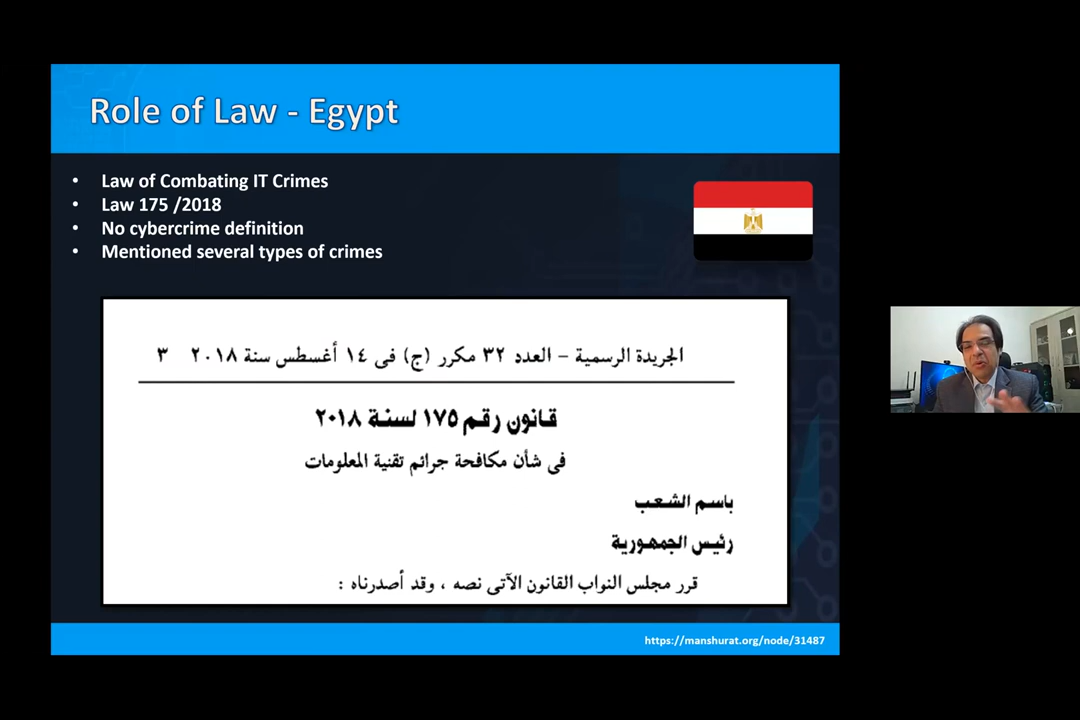 Role of Law - Egypt
• Law of Combating IT Crimes
• Law 175 /2018
• No cybercrime definition
• Mentioned several types of crimes
الجريدة الرسمية – العدد ٣٢ مكرر (ج) فى ١٤ أغسطس سنة ٢٠١٨ ٣
قانون رقم ١٧٥ لسنة ٢٠١٨
فى شأن مكافحة جرائم تقنية المعلومات
باسم الشعب
رئيس الجمهورية
قرر مجلس النواب القانون الآتى نصه ، وقد أصدرناه :
https://manshurat.org/node/31487